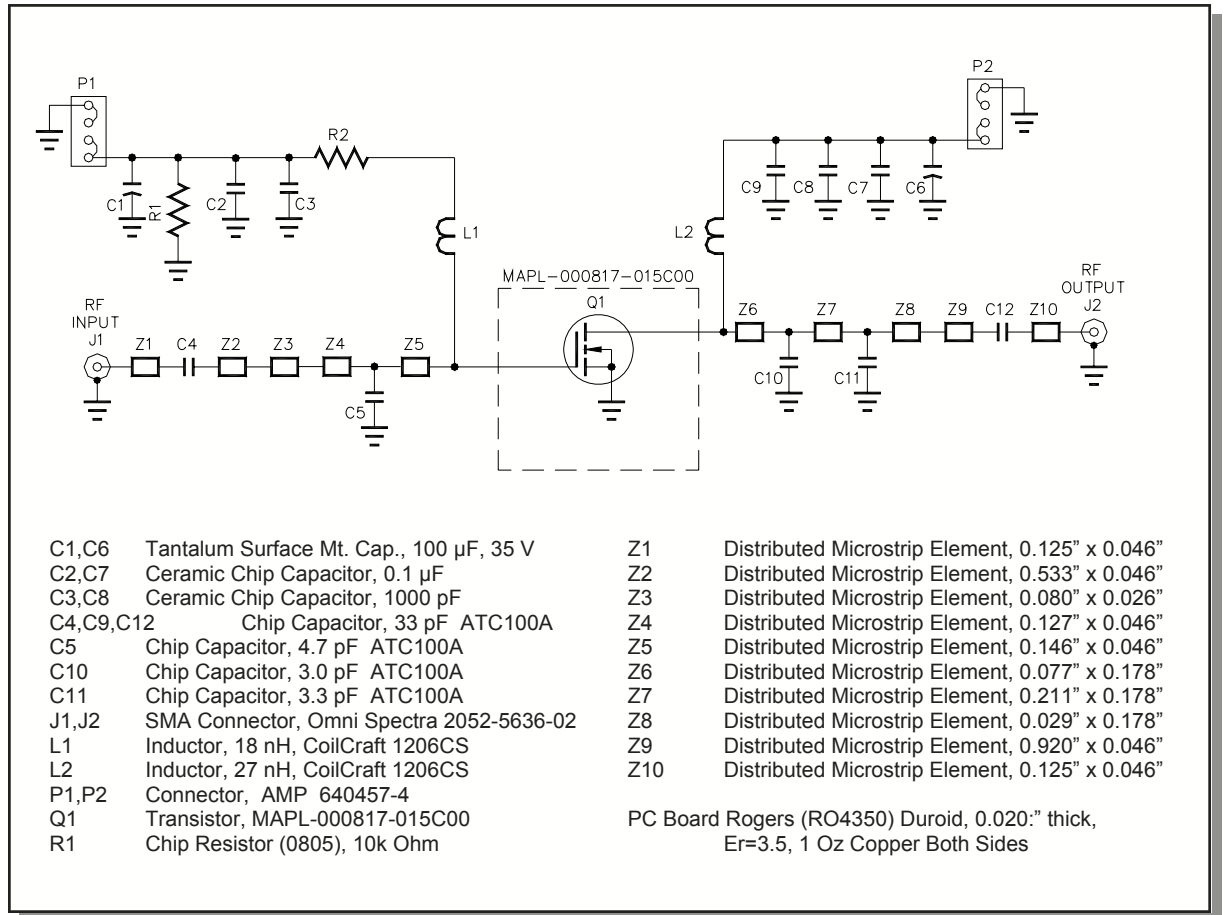 P1
P2
R2
C1
R1
C2
C3
L1
C9
C8
C7
C6
L2
MAPL-000817-015C00
Q1
RF
INPUT
J1
Z1
C4
Z2
Z3
Z4
Z5
C5
Z6
Z7
Z8
Z9
C12
Z10
RF
OUTPUT
J2
C10
C11
C1,C6 Tantalum Surface Mt. Cap., 100 µF, 35 V
C2,C7 Ceramic Chip Capacitor, 0.1 µF
C3,C8 Ceramic Chip Capacitor, 1000 pF
C4,C9,C12 Chip Capacitor, 33 pF ATC100A
C5 Chip Capacitor, 4.7 pF ATC100A
C10 Chip Capacitor, 3.0 pF ATC100A
C11 Chip Capacitor, 3.3 pF ATC100A
J1,J2 SMA Connector, Omni Spectra 2052-5636-02
L1 Inductor, 18 nH, CoilCraft 1206CS
L2 Inductor, 27 nH, CoilCraft 1206CS
P1,P2 Connector, AMP 640457-4
Q1 Transistor, MAPL-000817-015C00
R1 Chip Resistor (0805), 10k Ohm
Z1 Distributed Microstrip Element, 0.125” x 0.046”
Z2 Distributed Microstrip Element, 0.533” x 0.046”
Z3 Distributed Microstrip Element, 0.080” x 0.026”
Z4 Distributed Microstrip Element, 0.127” x 0.046”
Z5 Distributed Microstrip Element, 0.146” x 0.046”
Z6 Distributed Microstrip Element, 0.077” x 0.178”
Z7 Distributed Microstrip Element, 0.211” x 0.178”
Z8 Distributed Microstrip Element, 0.029” x 0.178”
Z9 Distributed Microstrip Element, 0.920” x 0.046”
Z10 Distributed Microstrip Element, 0.125” x 0.046”
PC Board Rogers (RO4350) Duroid, 0.020:” thick,
Er=3.5, 1 Oz Copper Both Sides